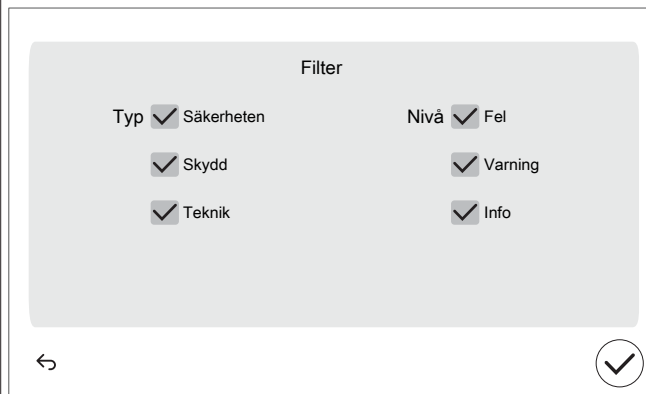 Filter
Typ Säkerheten Nivå Fel
Skydd Varning
Teknik Info